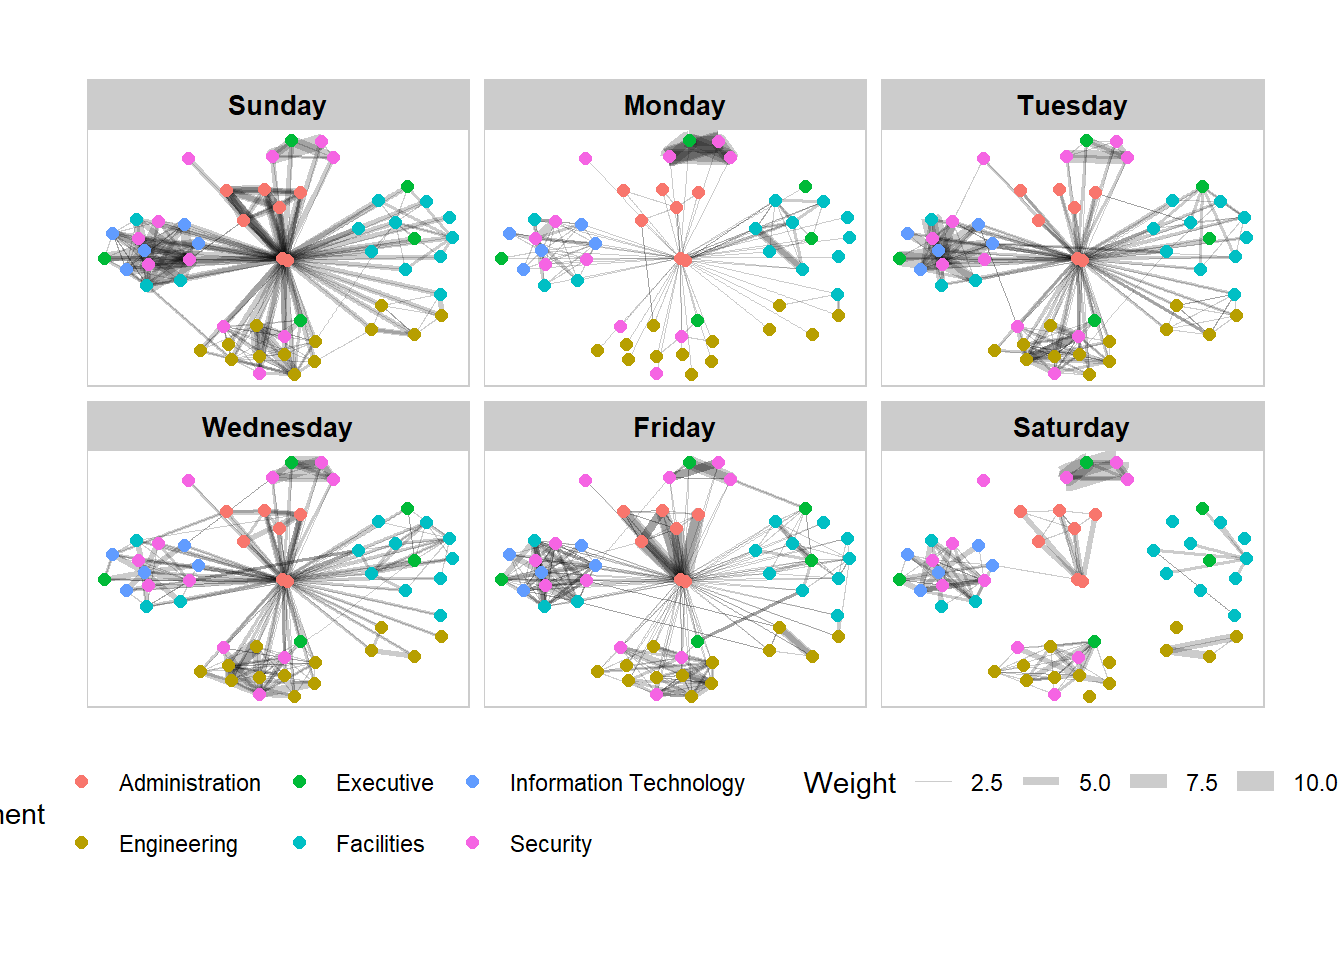 Sunday Monday Tuesday
Wednesday Friday Saturday
Administration Executive Information Technology Weight 2.5 5.0 7.5 10.0
nent
Engineering Facilities Security